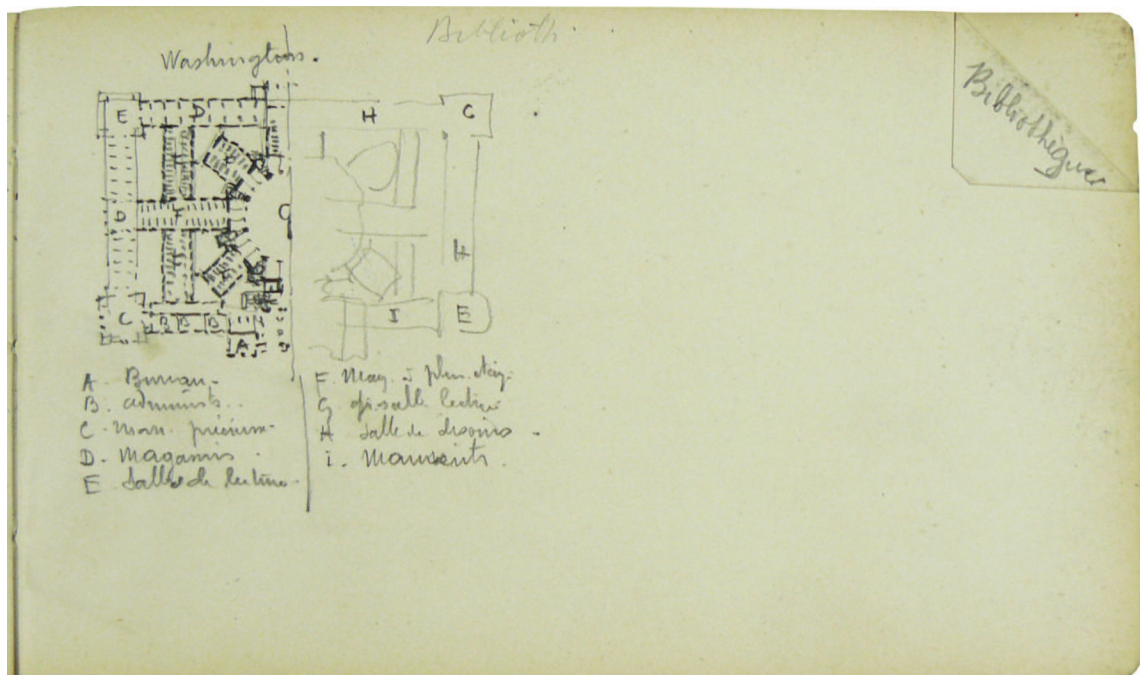 Biblioth.
Bibliothèques
Washington.
E D H C
D F G H
C B B B A I E
A. Bureau.
B. administr..
C. Man. précieux.
D. Magasins.
E Salles de lecture.
F. Mag. à plus. étag.
G salle lecture
H Salle de dessins.
i. Manuscrits.